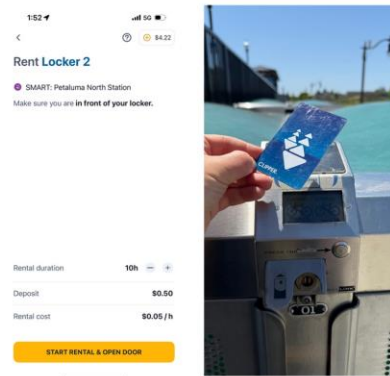 1:52
5G
$4.22
Rent Locker 2
SMART: Petaluma North Station
Make sure you are in front of your locker.
Rental duration 10h − +
Deposit $0.50
Rental cost $0.05 / h
START RENTAL & OPEN DOOR
CLIPPER